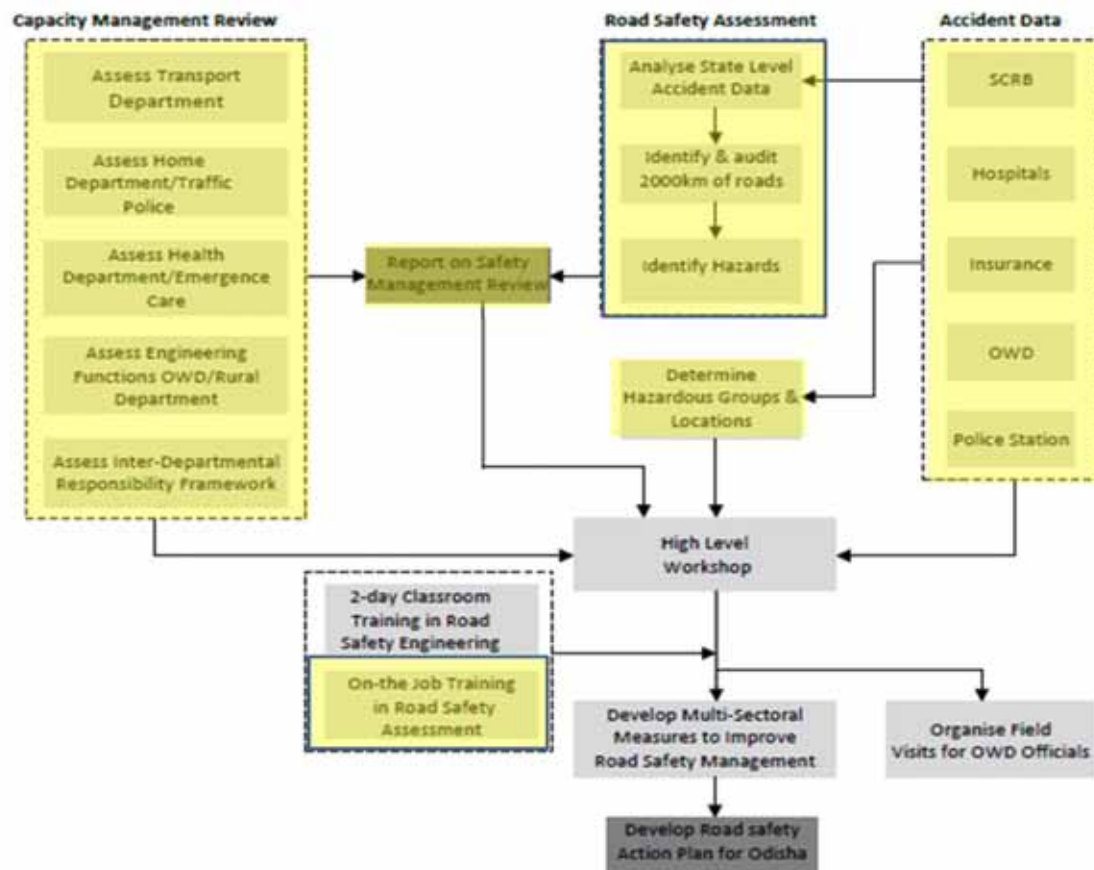 Capacity Management Review
Assess Transport
Department
Assess Home
Department/Traffic
Police
Assess Health
Department/Emergence
Care
Assess Engineering
Functions OWD/Rural
Department
Assess Inter-Departmental
Responsibility Framework
Report on Safety
Management Review
Road Safety Assessment
Analyse State Level
Accident Data
Identify & audit
2000km of roads
Identify Hazards
Determine
Hazardous Groups &
Locations
Accident Data
SCRB
Hospitals
Insurance
OWD
Police Station
High Level
Workshop
2-day Classroom
Training in Road
Safety Engineering
On-the Job Training
in Road Safety
Assessment
Develop Multi-Sectoral
Measures to Improve
Road Safety Management
Organise Field
Visits for OWD Officials
Develop Road safety
Action Plan for Odisha